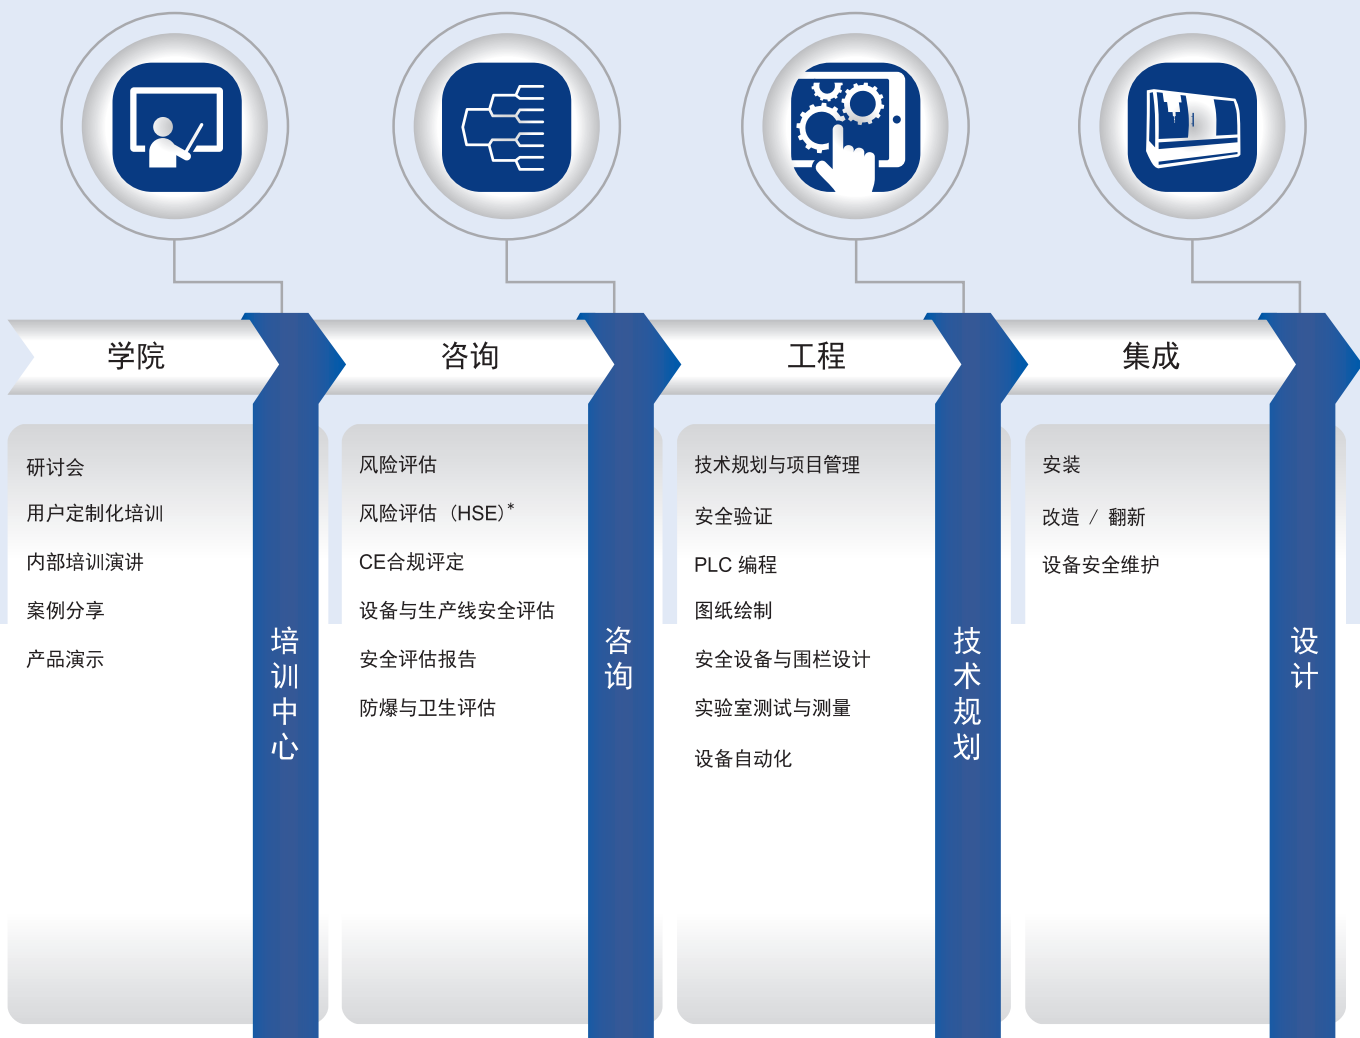 学院
研讨会
用户定制化培训
内部培训演讲
案例分享
产品演示
培训中心
咨询
风险评估
风险评估（HSE）*
CE合规评定
设备与生产线安全评估
安全评估报告
防爆与卫生评估
咨询
工程
技术规划与项目管理
安全验证
PLC 编程
图纸绘制
安全设备与围栏设计
实验室测试与测量
设备自动化
技术规划
集成
安装
改造 / 翻新
设备安全维护
设计